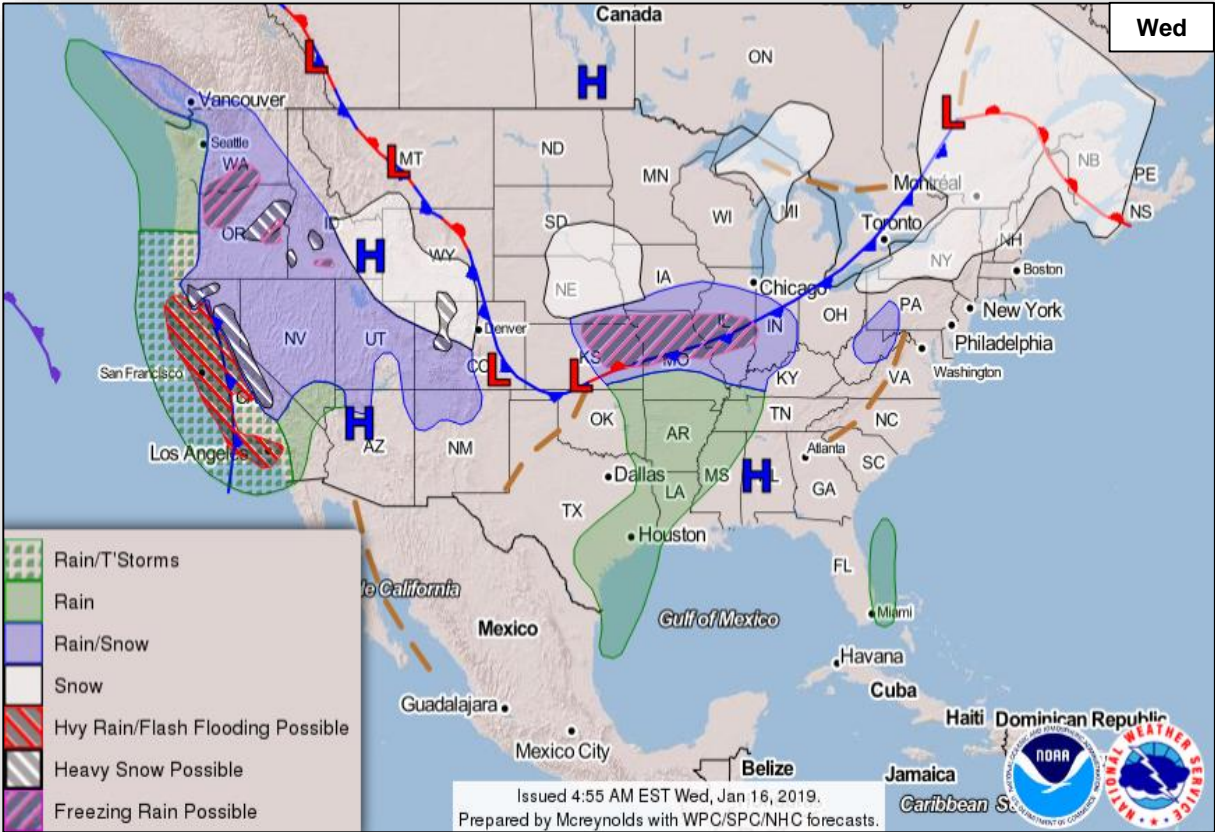 Canada
Wed
ON
H
L
Vancouver
Seattle
WA
L
MT
ND
MN
L
NB
PE
Montréal
NS
OR
ID
H
WY
SD
WI
MI
Toronto
NH
NY
Boston
NE
IA
Chicago
PA
New York
NV
UT
Denver
IL
IN
OH
Philadelphia
San Francisco
CO
L
L
KS
MO
KY
VA
Washington
CA
H
AZ
NM
OK
AR
TN
NC
Los Angeles
Dallas
MS
H
AL
Atlanta
SC
GA
LA
TX
Houston
FL
Miami
Rain/T'Storms
Rain
Rain/Snow
Snow
Hvy Rain/Flash Flooding Possible
Heavy Snow Possible
Freezing Rain Possible
de California
Mexico
Gulf of Mexico
Guadalajara
Mexico City
Havana
Cuba
Haiti
Dominican Republic
Belize
Jamaica
Caribbean S
NOAA
NATIONAL WEATHER SERVICE
Issued 4:55 AM EST Wed, Jan 16, 2019.
Prepared by Mcreynolds with WPC/SPC/NHC forecasts.